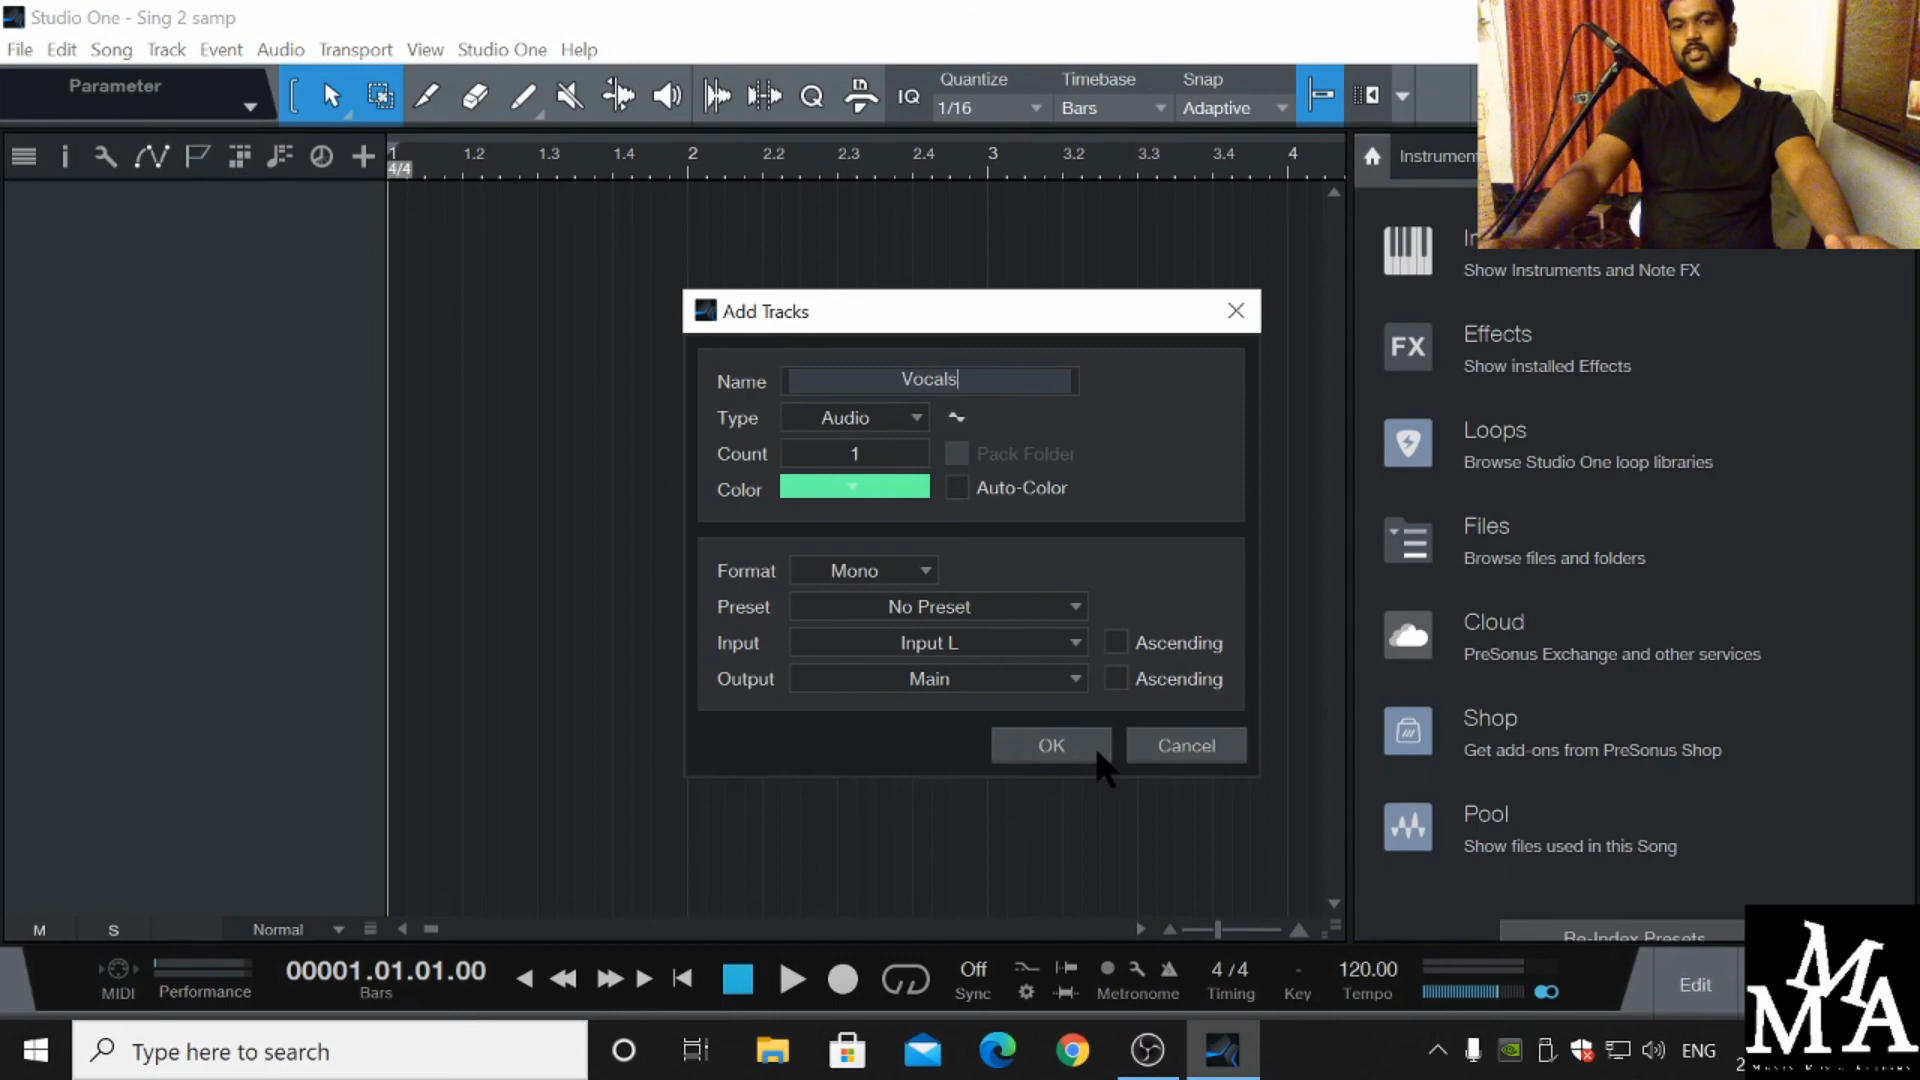 Studio One - Sing 2 samp
File Edit Song Track Event Audio Transport View Studio One Help
Parameter
IQ
Quantize
1/16
Timebase
Bars
Snap
Adaptive
1 1.2 1.3 1.4 2 2.2 2.3 2.4 3 3.2 3.3 3.4 4
4/4
Add Tracks
Name Vocals
Type Audio
Count 1 Pack Folder
Color Auto-Color
Format Mono
Preset No Preset
Input Input L Ascending
Output Main Ascending
OK Cancel
Show Instruments and Note FX
FX
Effects
Show installed Effects
Loops
Browse Studio One loop libraries
Files
Browse files and folders
Cloud
PreSonus Exchange and other services
Shop
Get add-ons from PreSonus Shop
Pool
Show files used in this Song
Re-Index Presets
M S Normal
MIDI
Performance
00001.01.01.00
Bars
Off
Sync
Metronome
4 / 4
Timing
-
Key
120.00
Tempo
Edit
MMA
Type here to search
ENG